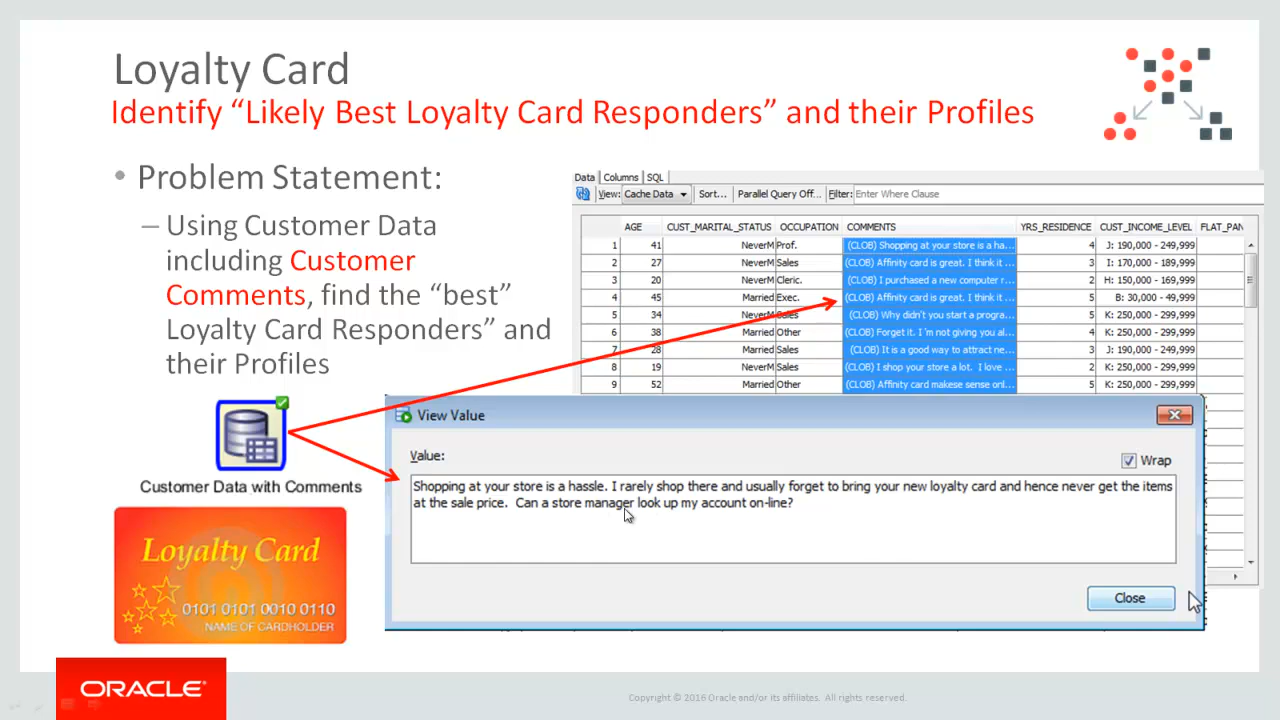 Loyalty Card
Identify “Likely Best Loyalty Card Responders” and their Profiles
• Problem Statement:
– Using Customer Data
including Customer
Comments, find the “best”
Loyalty Card Responders” and
their Profiles
Customer Data with Comments
Loyalty Card
0101 0101 0010 0110
NAME OF CARDHOLDER
Data Columns SQL
View: Cache Data Sort... Parallel Query Off... Filter: Enter Where Clause
AGE CUST_MARITAL_STATUS OCCUPATION COMMENTS YRS_RESIDENCE CUST_INCOME_LEVEL FLAT_PAN
1 41 NeverM Prof. (CLOB) Shopping at your store is a ha... 4 J: 190,000 - 249,999
2 27 NeverM Sales (CLOB) Affinity card is great. I think it ... 3 I: 170,000 - 189,999
3 20 NeverM Cleric. (CLOB) I purchased a new computer r... 2 H: 150,000 - 169,999
4 45 Married Exec. (CLOB) Affinity card is great. I think it ... 5 B: 30,000 - 49,999
5 34 NeverM Sales (CLOB) Why didn't you start a progra... 5 K: 250,000 - 299,999
6 38 Married Other (CLOB) Forget it. I 'm not giving you al... 4 K: 250,000 - 299,999
7 28 Married Sales (CLOB) It is a good way to attract ne... 3 J: 190,000 - 249,999
8 19 NeverM Sales (CLOB) I shop your store a lot. I love ... 2 K: 250,000 - 299,999
9 52 Married Other (CLOB) Affinity card makese sense onl... 5 K: 250,000 - 299,999
View Value
Value:
Wrap
Shopping at your store is a hassle. I rarely shop there and usually forget to bring your new loyalty card and hence never get the items
at the sale price. Can a store manager look up my account on-line?
Close
ORACLE
Copyright © 2016 Oracle and/or its affiliates. All rights reserved.